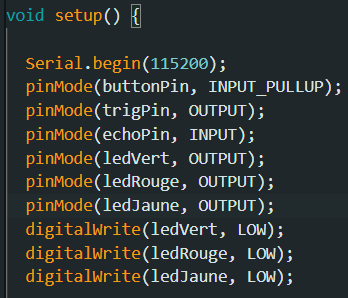 void setup() {
Serial.begin(115200);
pinMode(buttonPin, INPUT_PULLUP);
pinMode(trigPin, OUTPUT);
pinMode(echoPin, INPUT);
pinMode(ledVert, OUTPUT);
pinMode(ledRouge, OUTPUT);
pinMode(ledJaune, OUTPUT);
digitalWrite(ledVert, LOW);
digitalWrite(ledRouge, LOW);
digitalWrite(ledJaune, LOW);